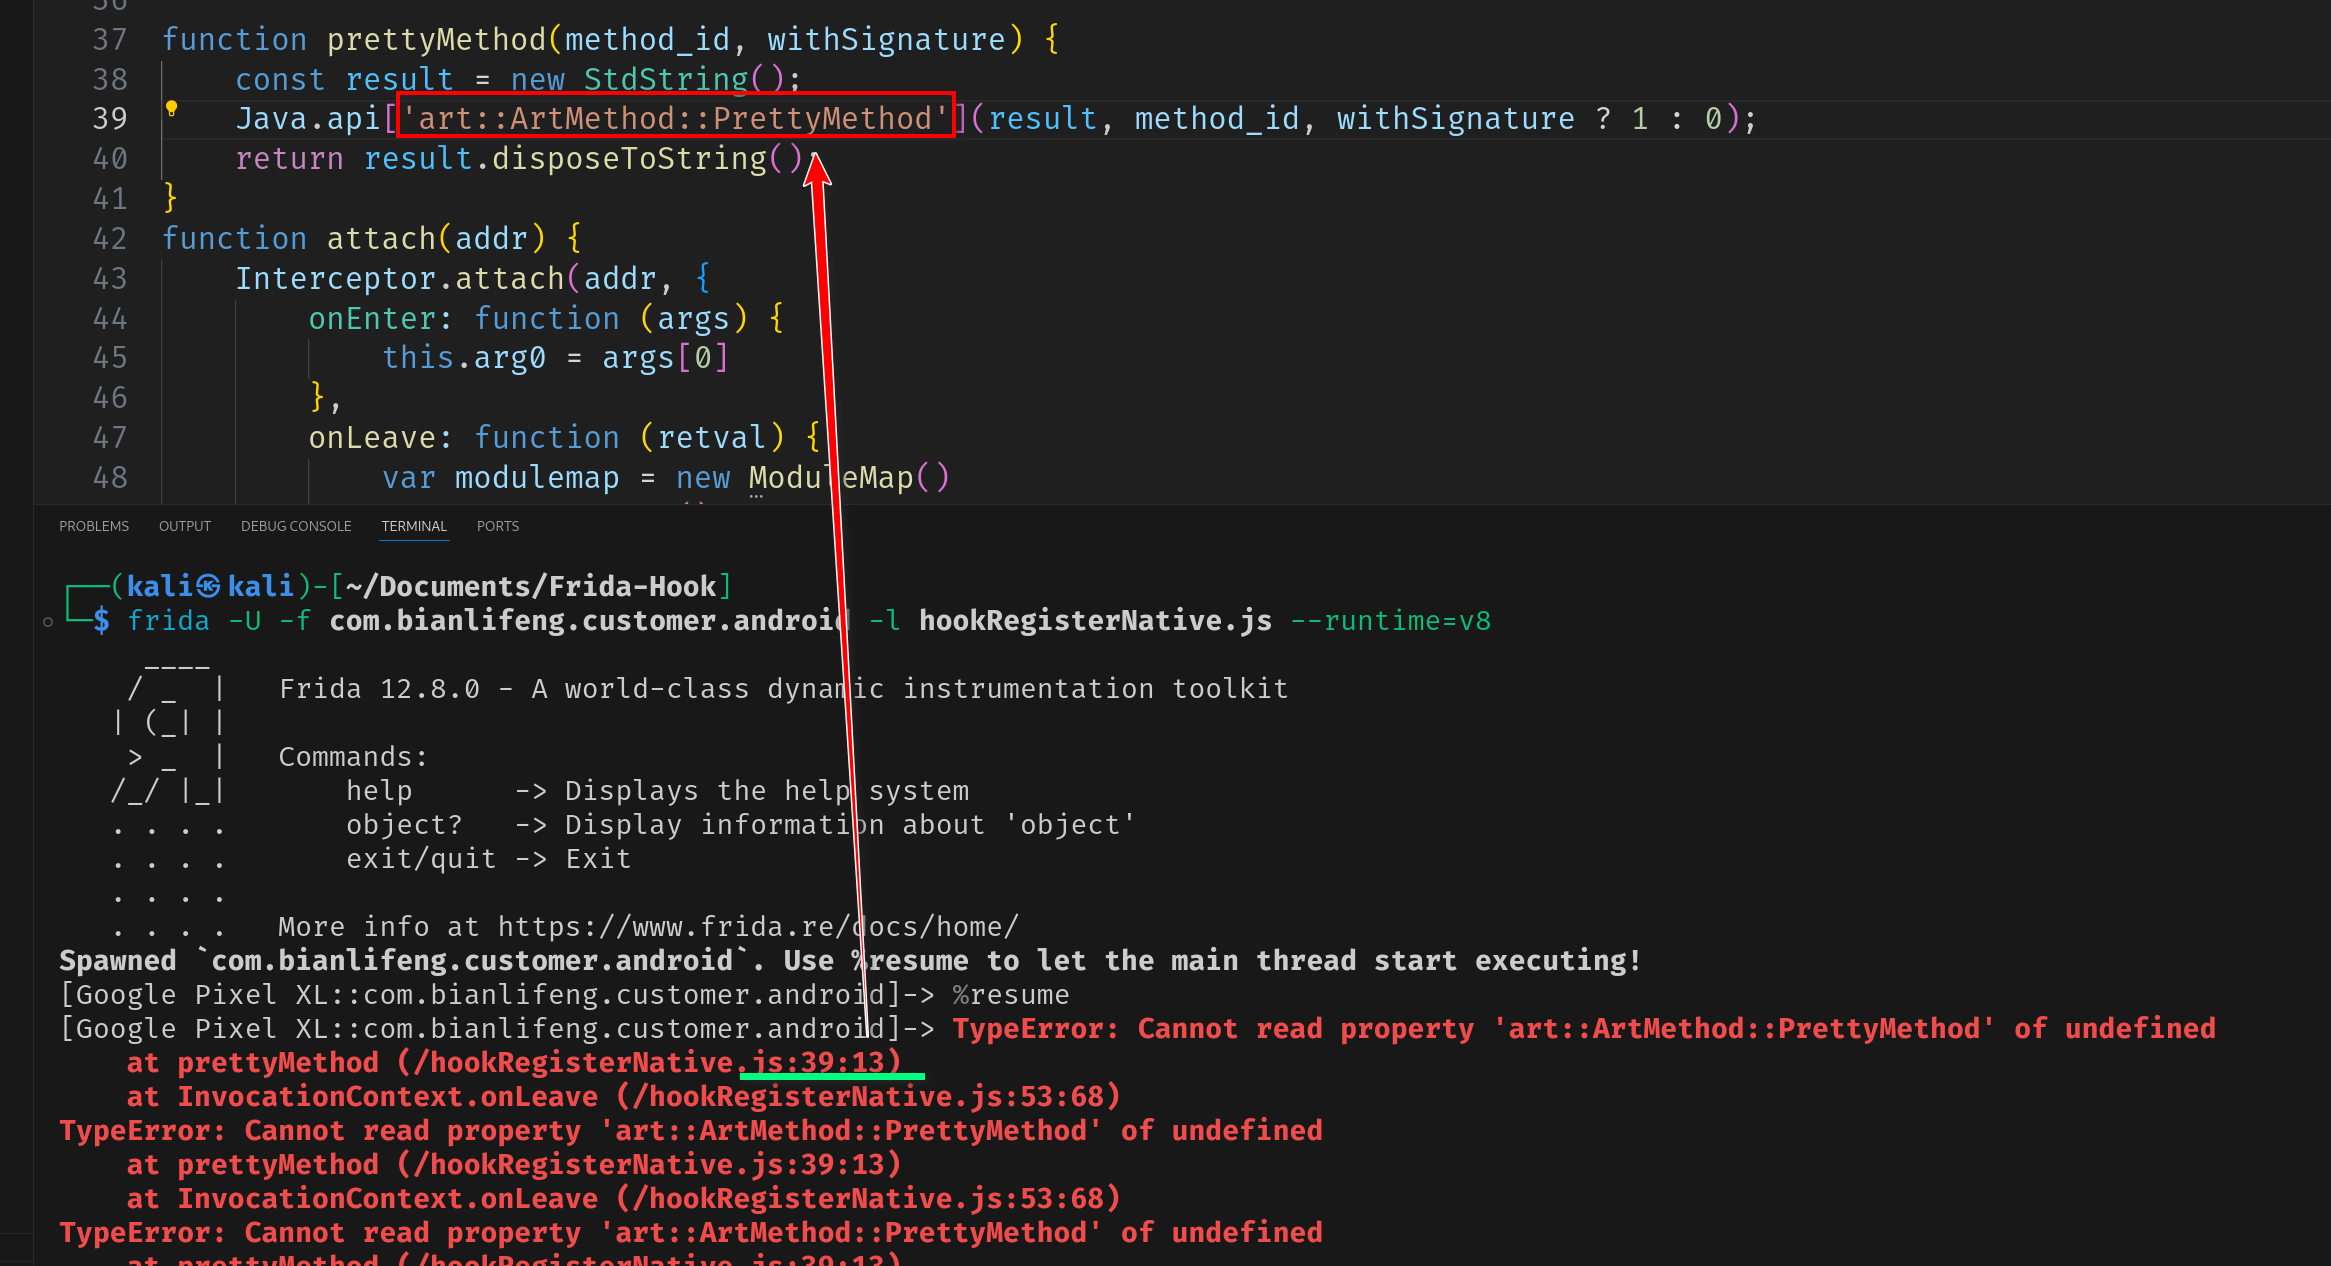 36
37 function prettyMethod(method_id, withSignature) {
38 const result = new StdString();
39 Java.api['art::ArtMethod::PrettyMethod'](result, method_id, withSignature ? 1 : 0);
40 return result.disposeToString();
41 }
42 function attach(addr) {
43 Interceptor.attach(addr, {
44 onEnter: function (args) {
45 this.arg0 = args[0]
46 },
47 onLeave: function (retval) {
48 var modulemap = new ModuleMap()
PROBLEMS OUTPUT DEBUG CONSOLE TERMINAL PORTS
┌──(kali㉿kali)-[~/Documents/Frida-Hook]
└─$ frida -U -f com.bianlifeng.customer.android -l hookRegisterNative.js --runtime=v8
     ____
    / _  |   Frida 12.8.0 - A world-class dynamic instrumentation toolkit
   | (_| |
    > _  |   Commands:
   /_/ |_|       help      -> Displays the help system
   . . . .       object?   -> Display information about 'object'
   . . . .       exit/quit -> Exit
   . . . .
   . . . .   More info at https://www.frida.re/docs/home/
Spawned `com.bianlifeng.customer.android`. Use %resume to let the main thread start executing!
[Google Pixel XL::com.bianlifeng.customer.android]-> %resume
[Google Pixel XL::com.bianlifeng.customer.android]-> TypeError: Cannot read property 'art::ArtMethod::PrettyMethod' of undefined
at prettyMethod (/hookRegisterNative.js:39:13)
at InvocationContext.onLeave (/hookRegisterNative.js:53:68)
TypeError: Cannot read property 'art::ArtMethod::PrettyMethod' of undefined
at prettyMethod (/hookRegisterNative.js:39:13)
at InvocationContext.onLeave (/hookRegisterNative.js:53:68)
TypeError: Cannot read property 'art::ArtMethod::PrettyMethod' of undefined
at prettyMethod (/hookRegisterNative.js:39:13)